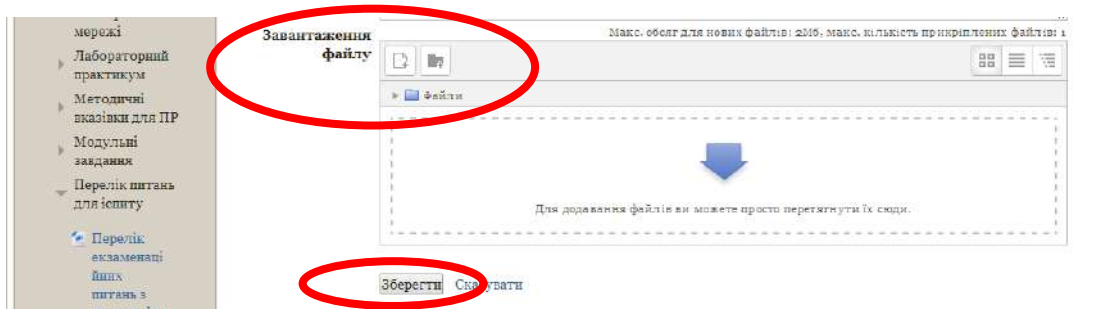 мережі
Лабораторний
практикум
Методичні
вказівки для ПР
Модульні
завдання
Перелік питань
для іспиту
Перелік
екзаменаці
йних
питань з
Завантаження
файлу
Макс. обсяг для нових файлів: 2Мб, макс. кількість прикріплених файлів: 1
Файли
Для додавання файлів ви можете просто перетягнути їх сюди.
Зберегти Скасувати